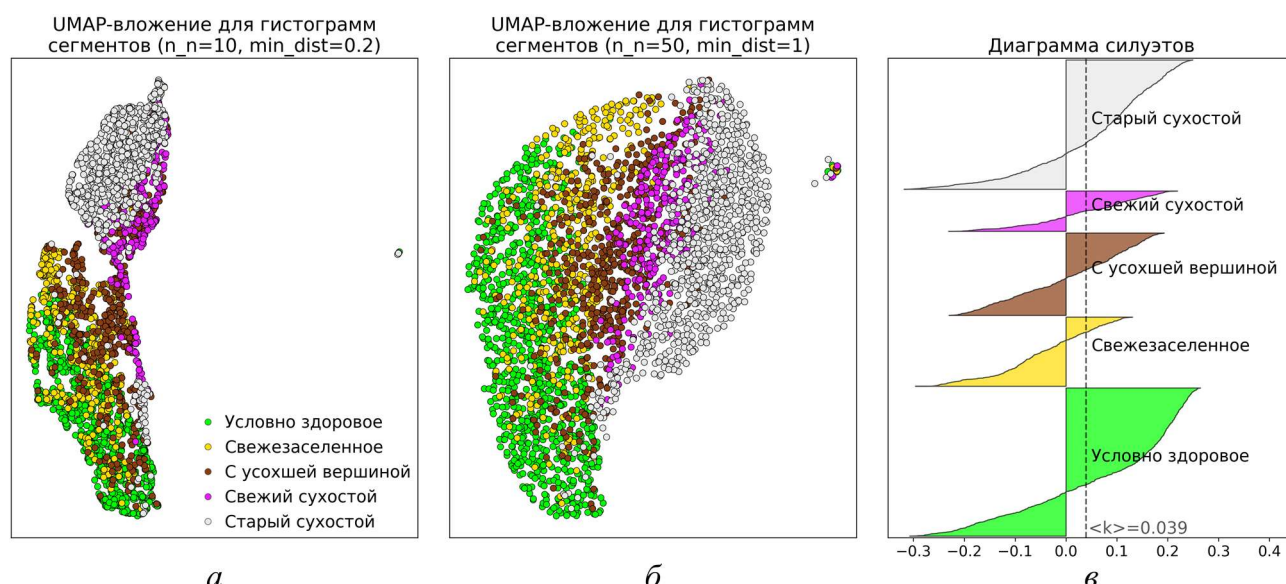 UMAP-вложение для гистограмм
сегментов (n_n=10, min_dist=0.2)
UMAP-вложение для гистограмм
сегментов (n_n=50, min_dist=1)
Диаграмма силуэтов
Условно здоровое
Свежезаселенное
С усохшей вершиной
Свежий сухостой
Старый сухостой
Старый сухостой
Свежий сухостой
С усохшей вершиной
Свежезаселенное
Условно здоровое
<k>=0.039
−0.3 −0.2 −0.1 0.0 0.1 0.2 0.3 0.4
а
б
в